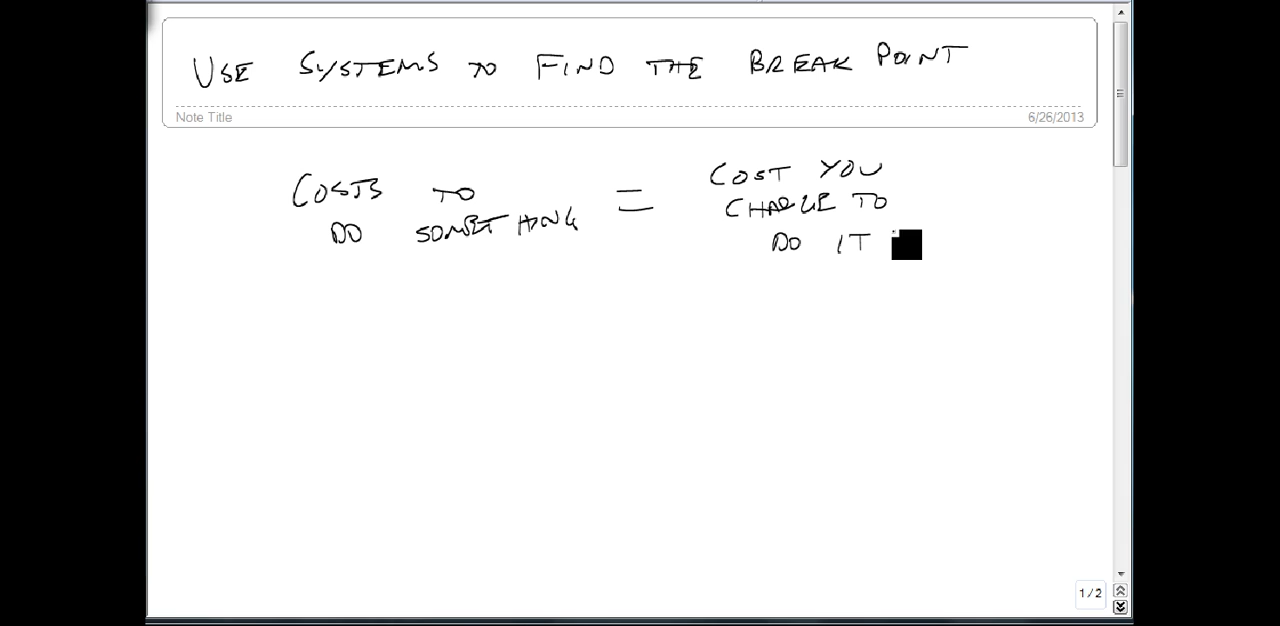 USE SYSTEMS TO FIND THE BREAK POINT
Note Title
6/26/2013
COSTS TO
DO SOMETHING
=
COST YOU
CHARGE TO
DO IT
1 / 2